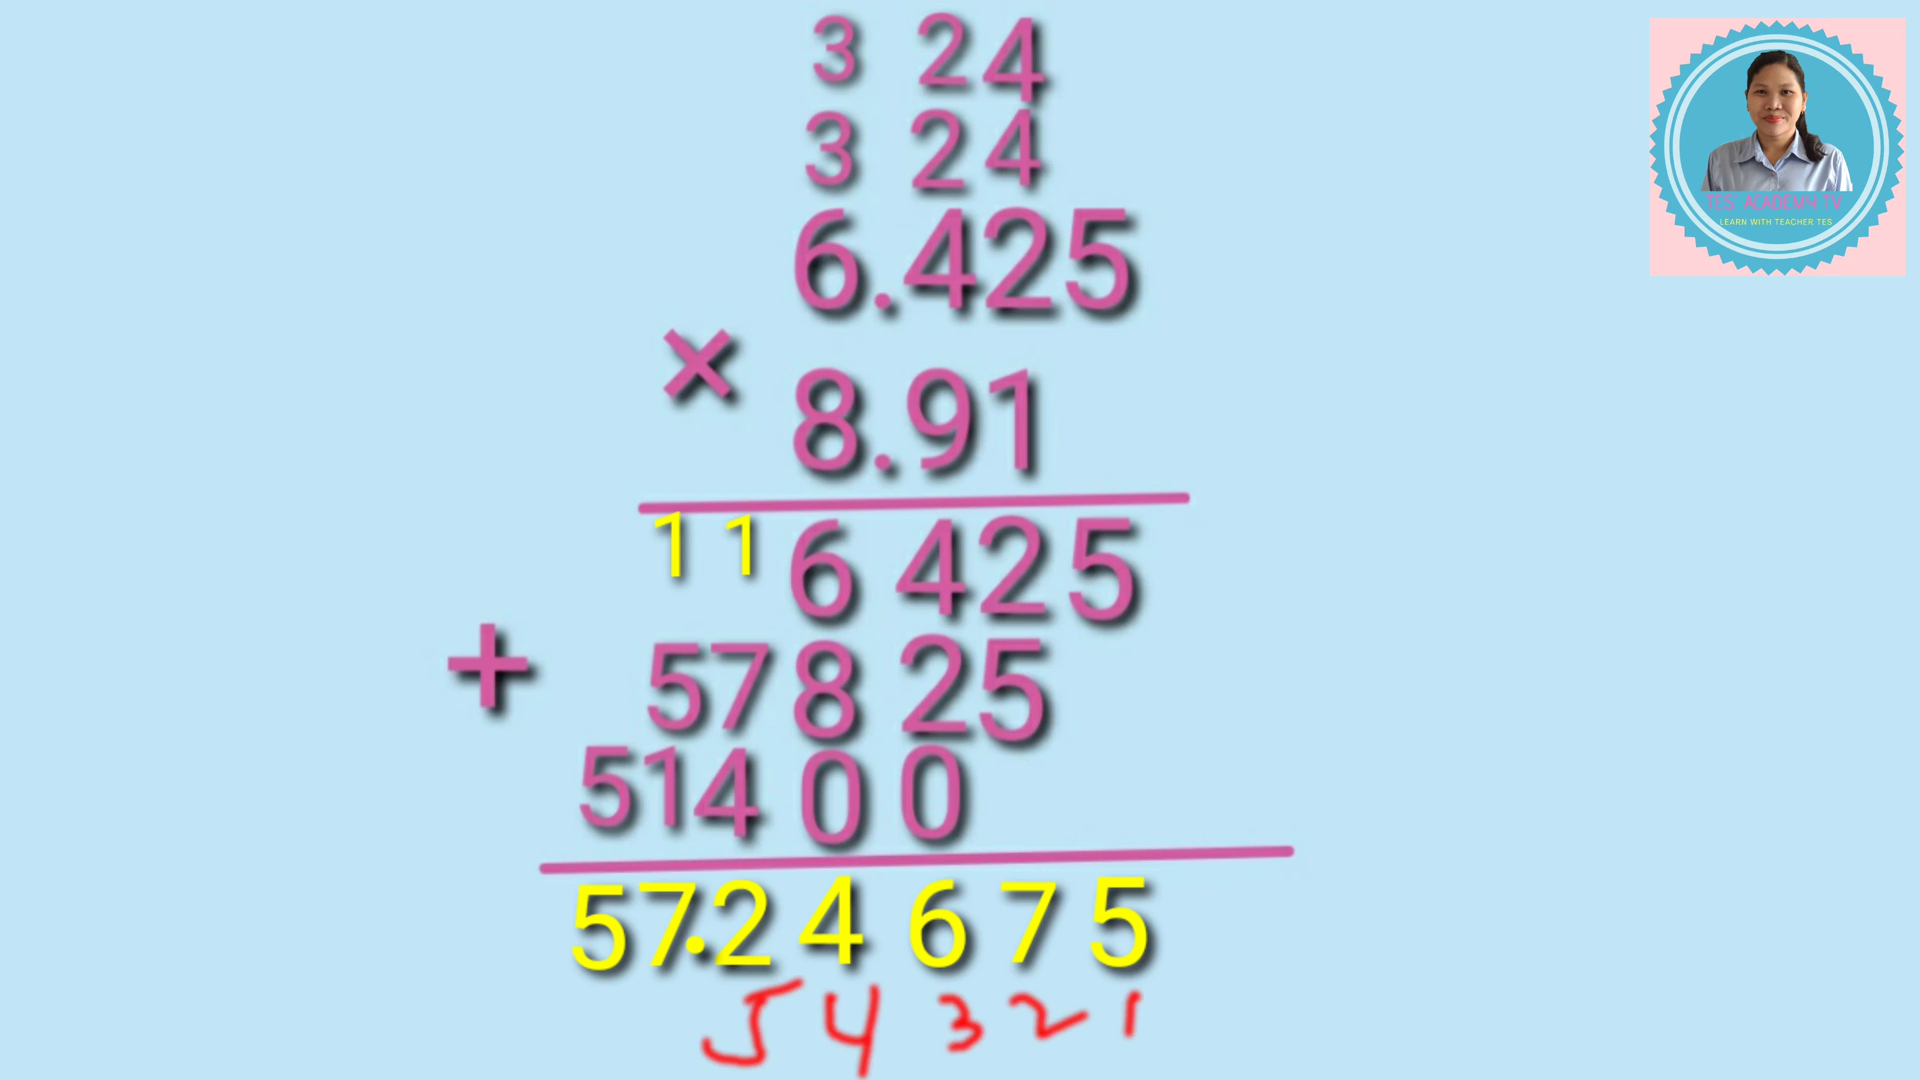 3 24
3 24
6.425
× 8.91
1 1 6 425
+ 578 25
514 0 0
57.2 4 6 7 5
5 4 3 2 1
TES ACADEMY TV
LEARN WITH TEACHER TES